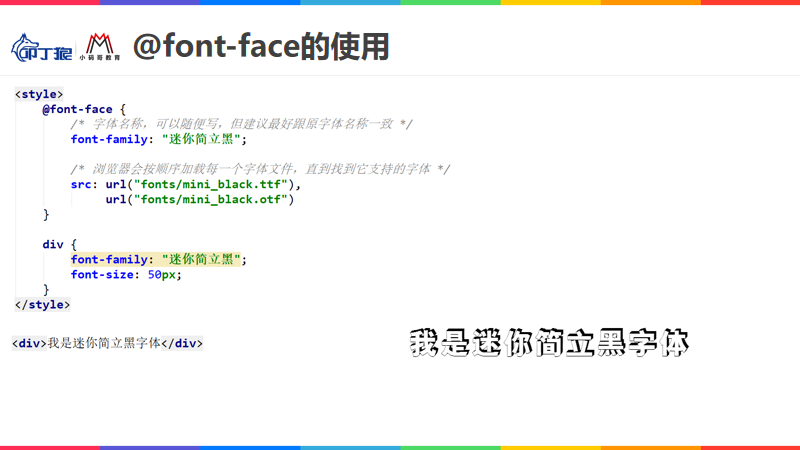 叩丁狼
小码哥教育
@font-face的使用
<style>
@font-face {
/* 字体名称，可以随便写，但建议最好跟原字体名称一致 */
font-family: "迷你简立黑";
/* 浏览器会按顺序加载每一个字体文件，直到找到它支持的字体 */
src: url("fonts/mini_black.ttf"),
url("fonts/mini_black.otf")
}
div {
font-family: "迷你简立黑";
font-size: 50px;
}
</style>
<div>我是迷你简立黑字体</div>
我是迷你简立黑字体